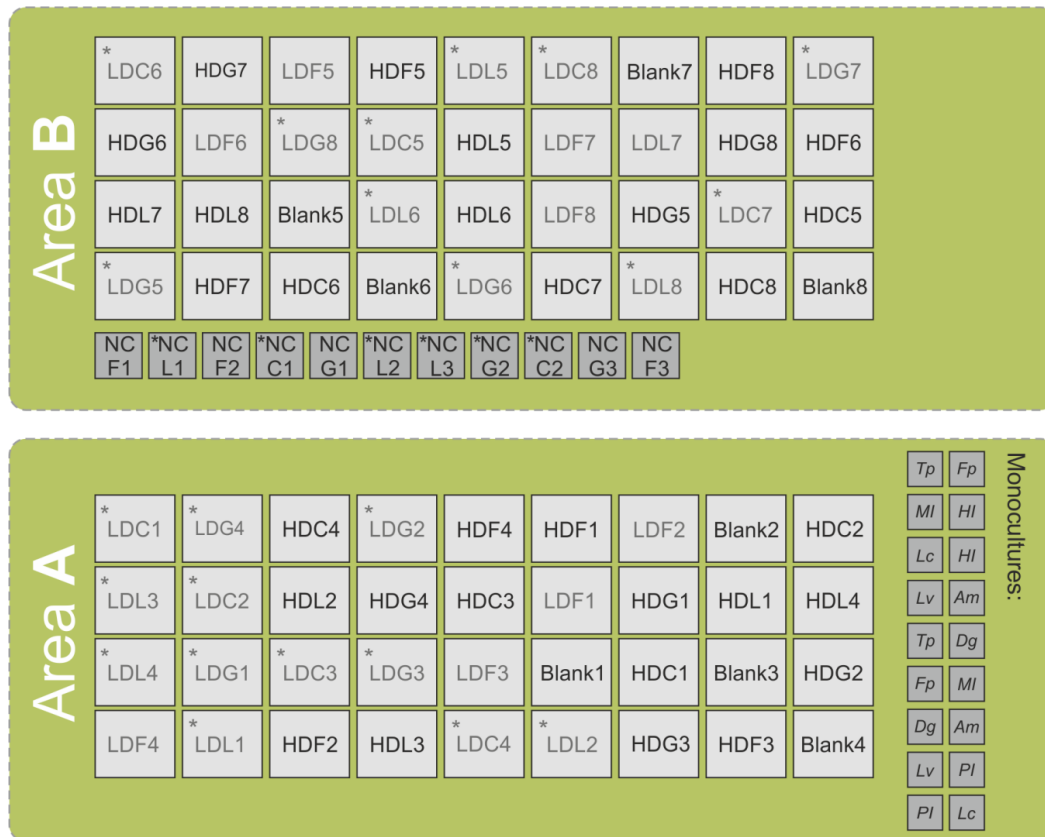 Area B
* LDC6 HDG7 LDF5 HDF5 * LDL5 * LDC8 Blank7 HDF8 * LDG7
HDG6 LDF6 * LDG8 * LDC5 HDL5 LDF7 LDL7 HDG8 HDF6
HDL7 HDL8 Blank5 * LDL6 HDL6 LDF8 HDG5 * LDC7 HDC5
* LDG5 HDF7 HDC6 Blank6 * LDG6 HDC7 * LDL8 HDC8 Blank8
NC *NC NC *NC NC *NC *NC *NC *NC NC NC
F1 L1 F2 C1 G1 L2 L3 G2 C2 G3 F3
Area A
* LDC1 * LDG4 HDC4 * LDG2 HDF4 HDF1 LDF2 Blank2 HDC2
* LDL3 * LDC2 HDL2 HDG4 HDC3 LDF1 HDG1 HDL1 HDL4
* LDL4 * LDG1 * LDC3 * LDG3 LDF3 Blank1 HDC1 Blank3 HDG2
LDF4 * LDL1 HDF2 HDL3 * LDC4 * LDL2 HDG3 HDF3 Blank4
Monocultures:
Tp Fp
Ml Hl
Lc Hl
Lv Am
Tp Dg
Fp Ml
Dg Am
Lv Pl
Pl Lc